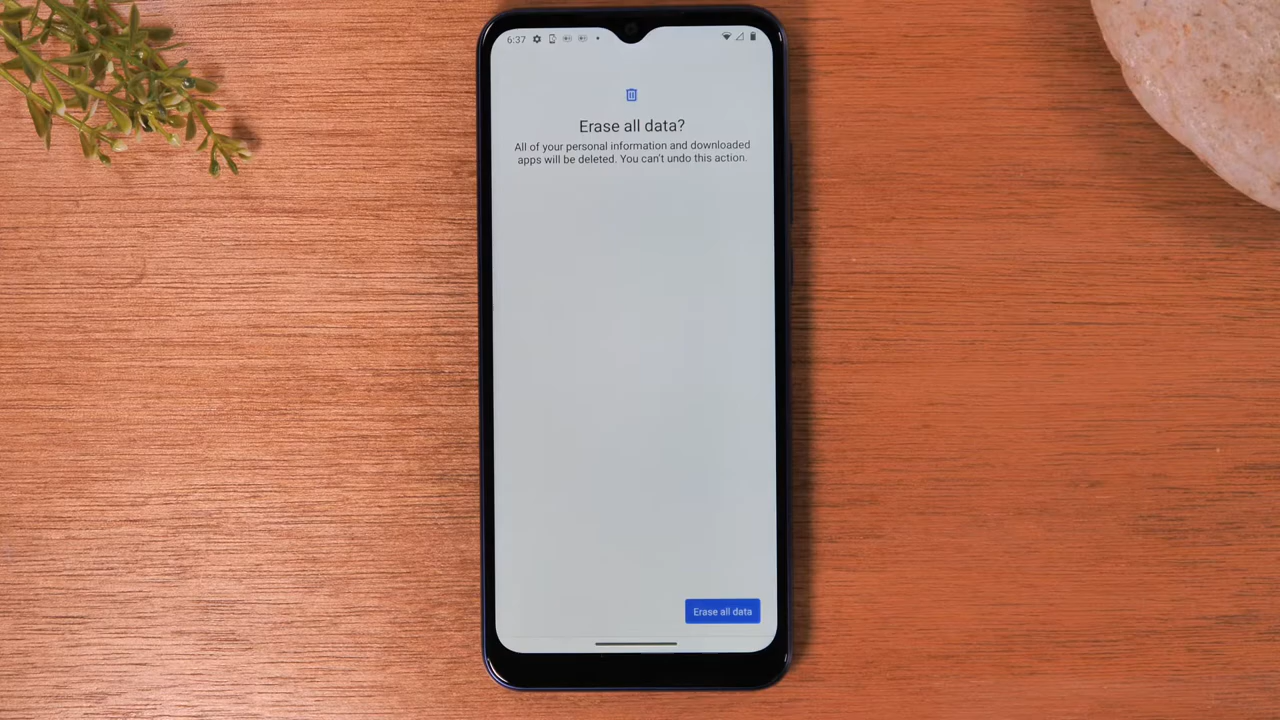 6:37
Erase all data?
All of your personal information and downloaded
apps will be deleted. You can't undo this action.
Erase all data